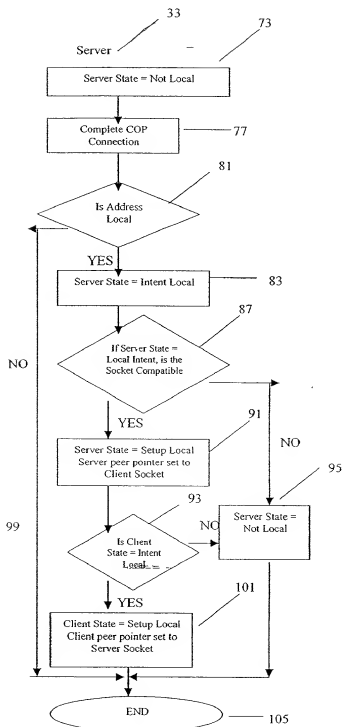 33
73
Server
Server State = Not Local
Complete COP
Connection
77
81
Is Address
Local
YES
Server State = Intent Local
83
87
If Server State =
Local Intent, is the
Socket Compatible
NO
YES
91
NO
Server State = Setup Local
Server peer pointer set to
Client Socket
95
93
Server State =
Not Local
99
Is Client
State = Intent
Local
NO
YES
101
Client State = Setup Local
Client peer pointer set to
Server Socket
END
105